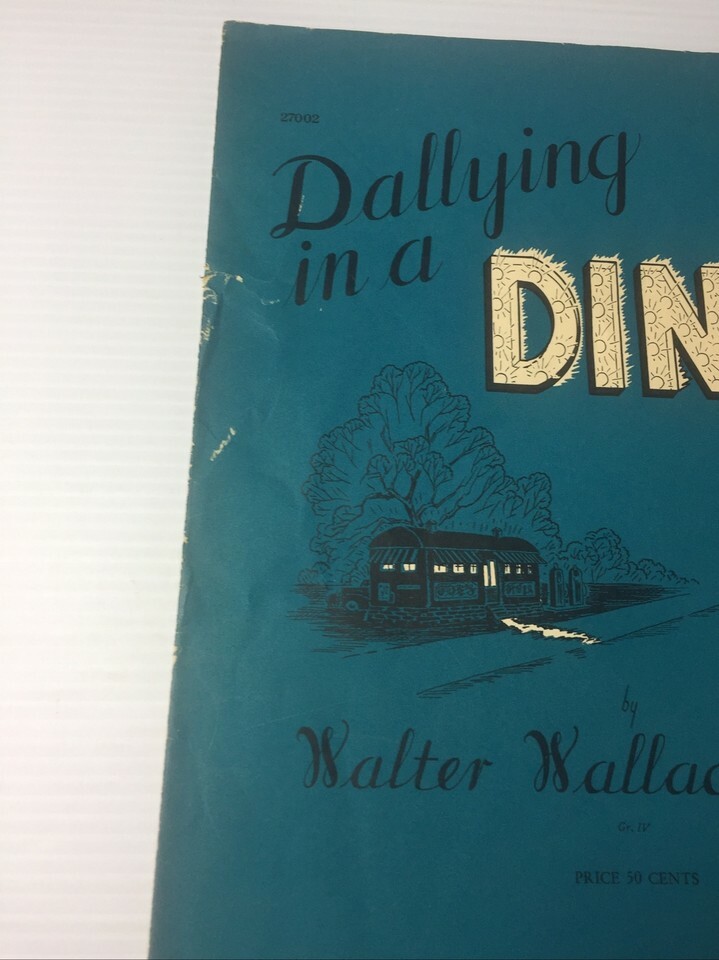 27002
Dallying
in a DIN
by
Walter Wallac
Gr. IV
PRICE 50 CENTS